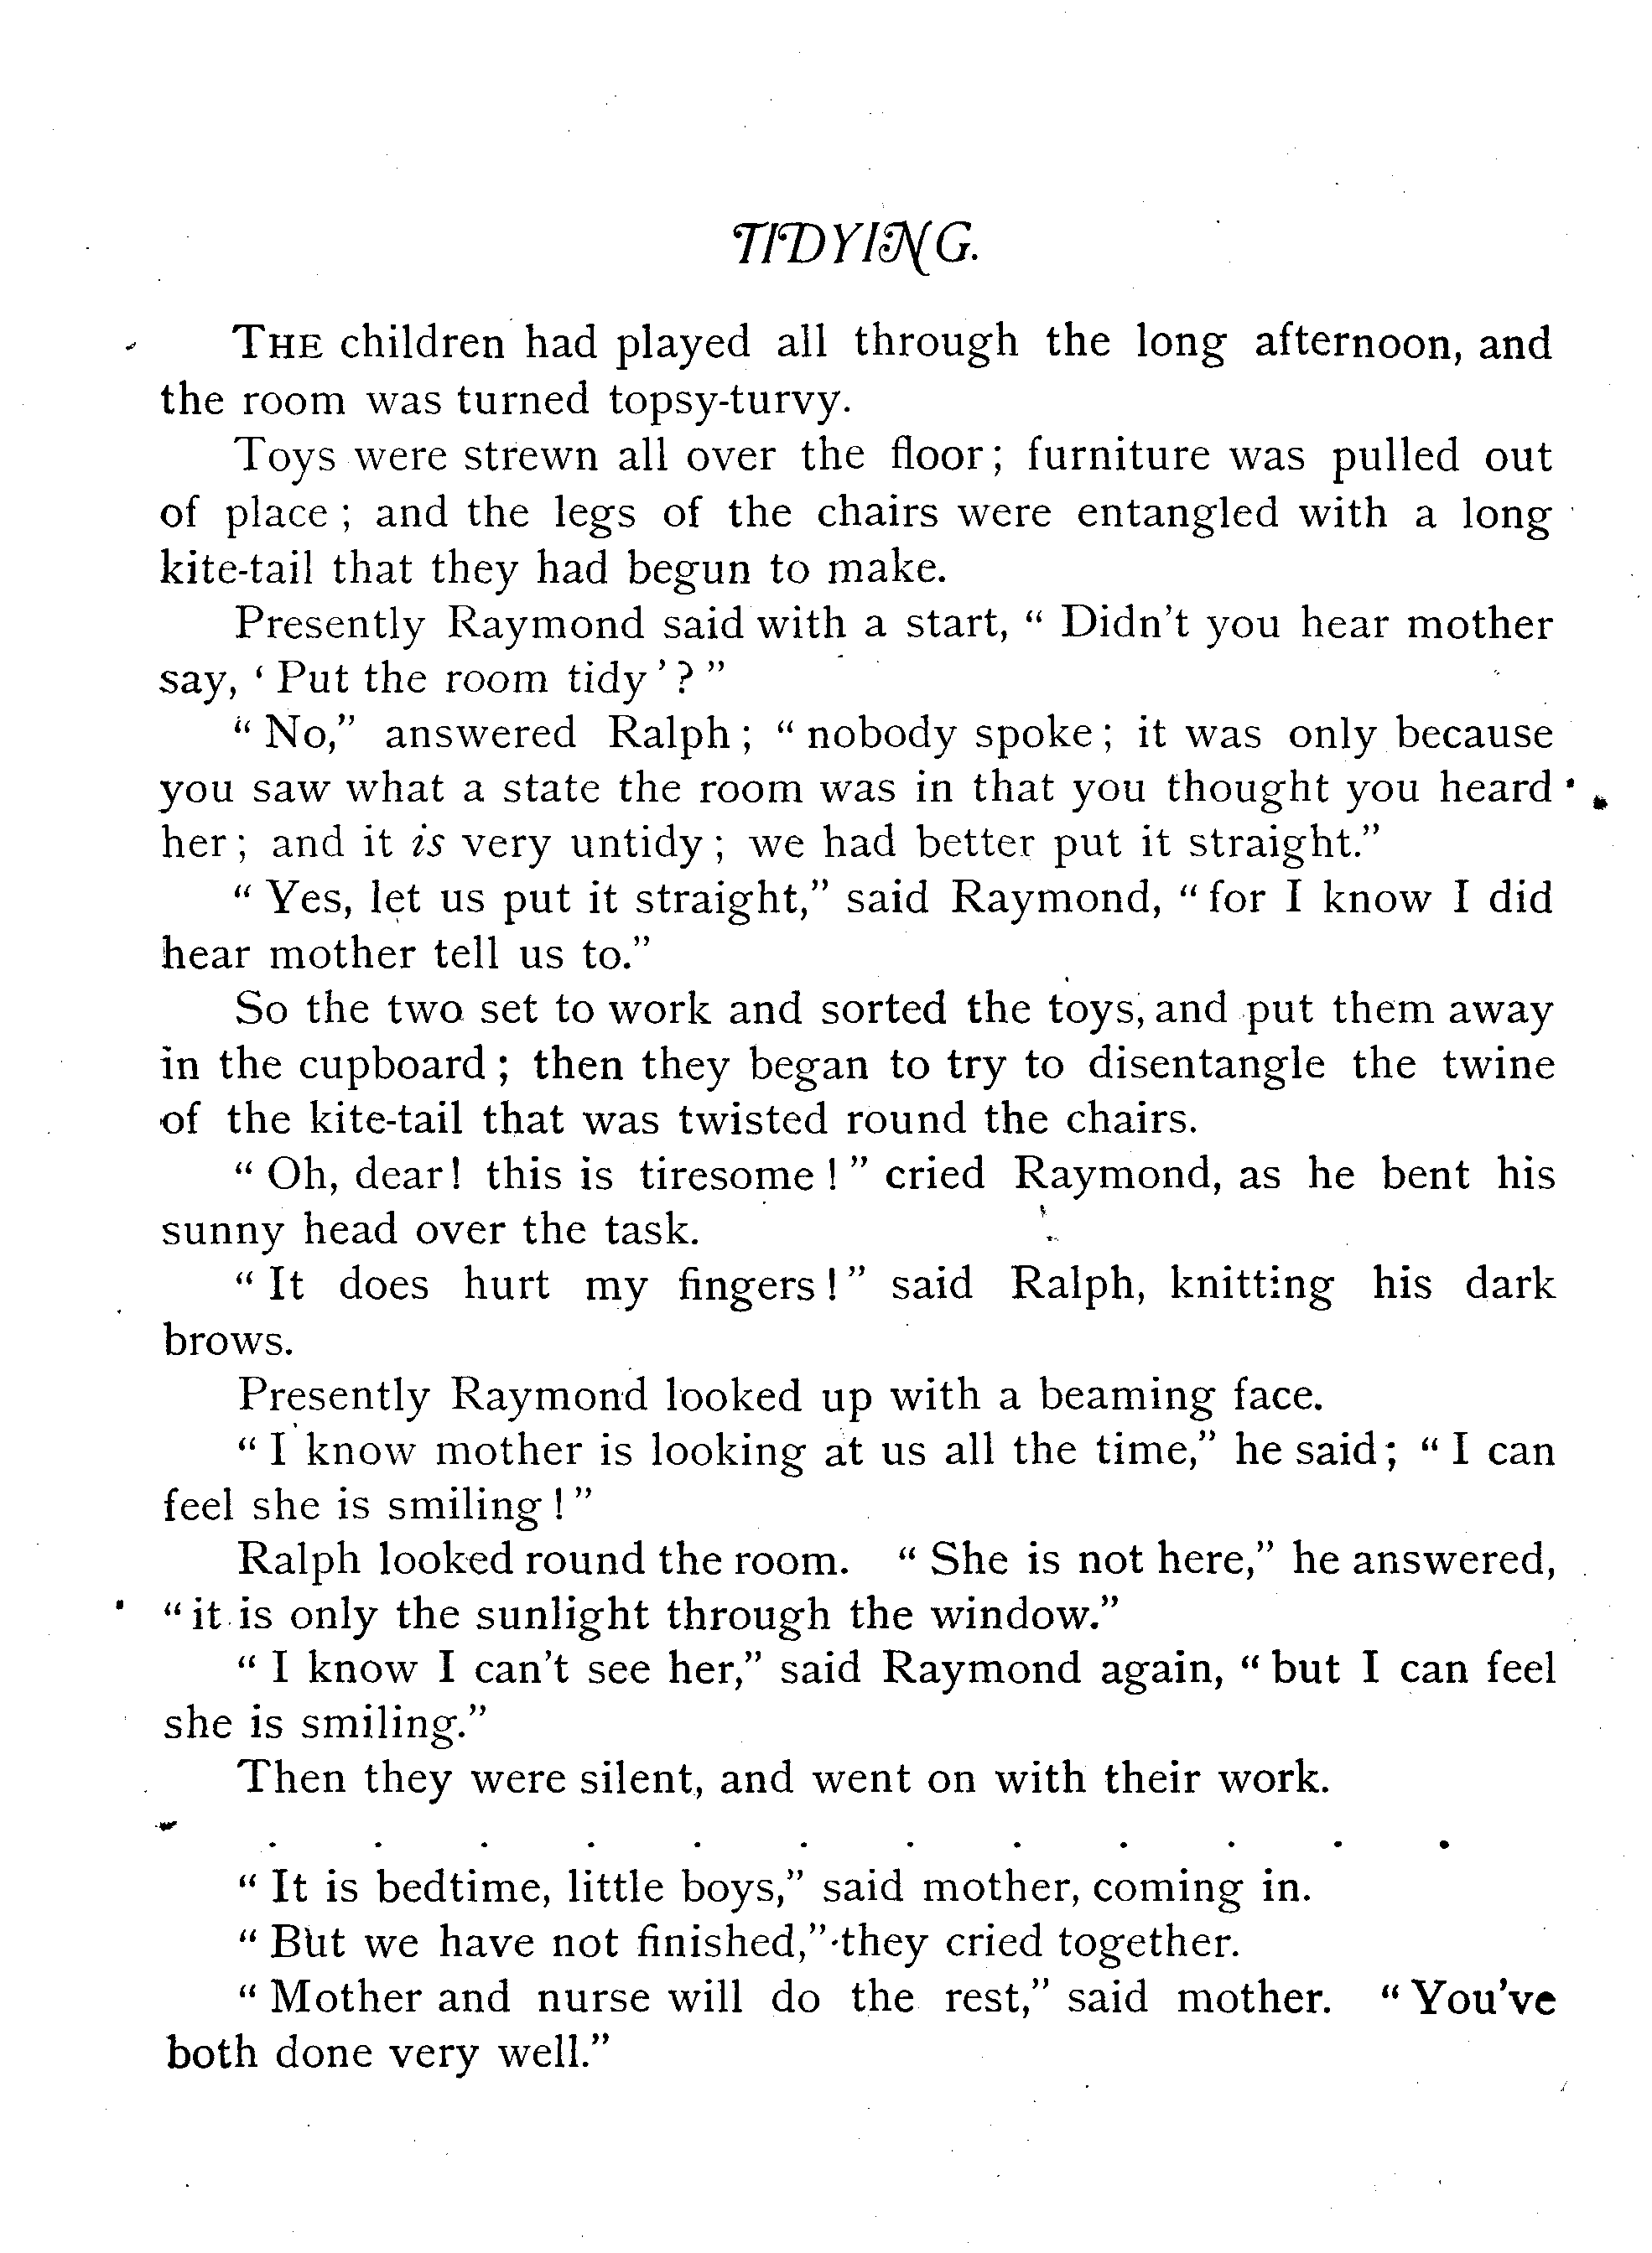 TIDYING.
THE children had played all through the long afternoon, and
the room was turned topsy-turvy.
Toys were strewn all over the floor; furniture was pulled out
of place; and the legs of the chairs were entangled with a long
kite-tail that they had begun to make.
Presently Raymond said with a start, “Didn't you hear mother
say, ‘Put the room tidy’?”
“No,” answered Ralph; “nobody spoke; it was only because
you saw what a state the room was in that you thought you heard
her; and it is very untidy; we had better put it straight.”
“Yes, let us put it straight,” said Raymond, “for I know I did
hear mother tell us to.”
So the two set to work and sorted the toys, and put them away
in the cupboard; then they began to try to disentangle the twine
of the kite-tail that was twisted round the chairs.
“Oh, dear! this is tiresome!” cried Raymond, as he bent his
sunny head over the task.
“It does hurt my fingers!” said Ralph, knitting his dark
brows.
Presently Raymond looked up with a beaming face.
“I know mother is looking at us all the time,” he said; “I can
feel she is smiling!”
Ralph looked round the room. “She is not here,” he answered,
“it is only the sunlight through the window.”
“I know I can't see her,” said Raymond again, “but I can feel
she is smiling.”
Then they were silent, and went on with their work.
. . . . . . . . . . . .
“It is bedtime, little boys,” said mother, coming in.
“But we have not finished,” they cried together.
“Mother and nurse will do the rest,” said mother. “You've
both done very well.”